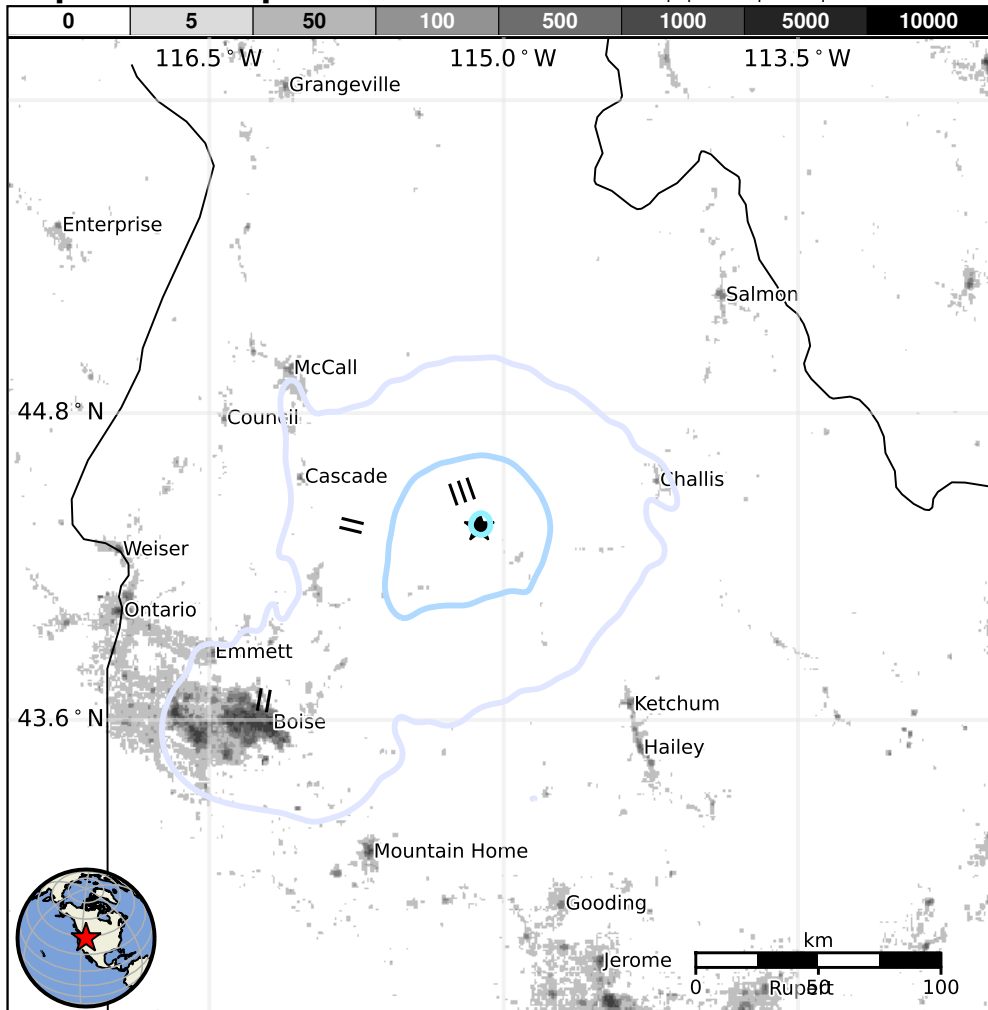 0 5 50 100 500 1000 5000 10000
116.5°W 115.0°W 113.5°W
Grangeville
Enterprise
Salmon
McCall
44.8°N
Council
Cascade
Challis
III
II
Weiser
Ontario
Emmett
II
Ketchum
43.6°N
Boise
Hailey
Mountain Home
Gooding
km
Jerome
0 50 100
Rupert